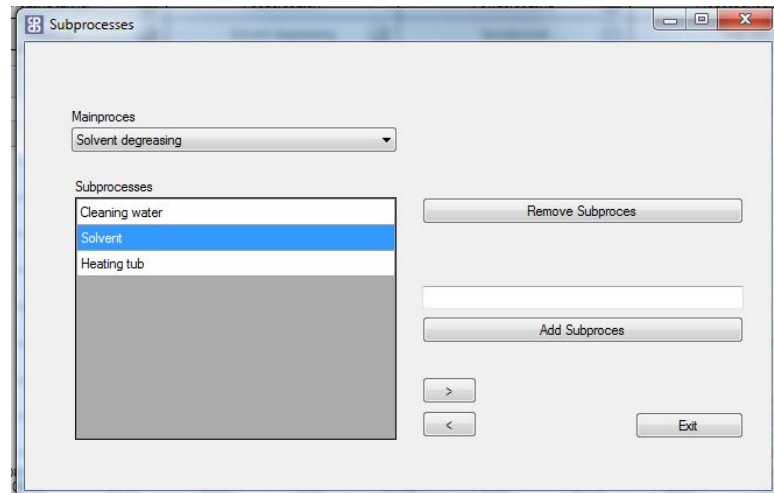 Subprocesses
Mainproces
Solvent degreasing
Subprocesses
Cleaning water
Solvent
Heating tub
Remove Subproces
Add Subproces
>
<
Exit